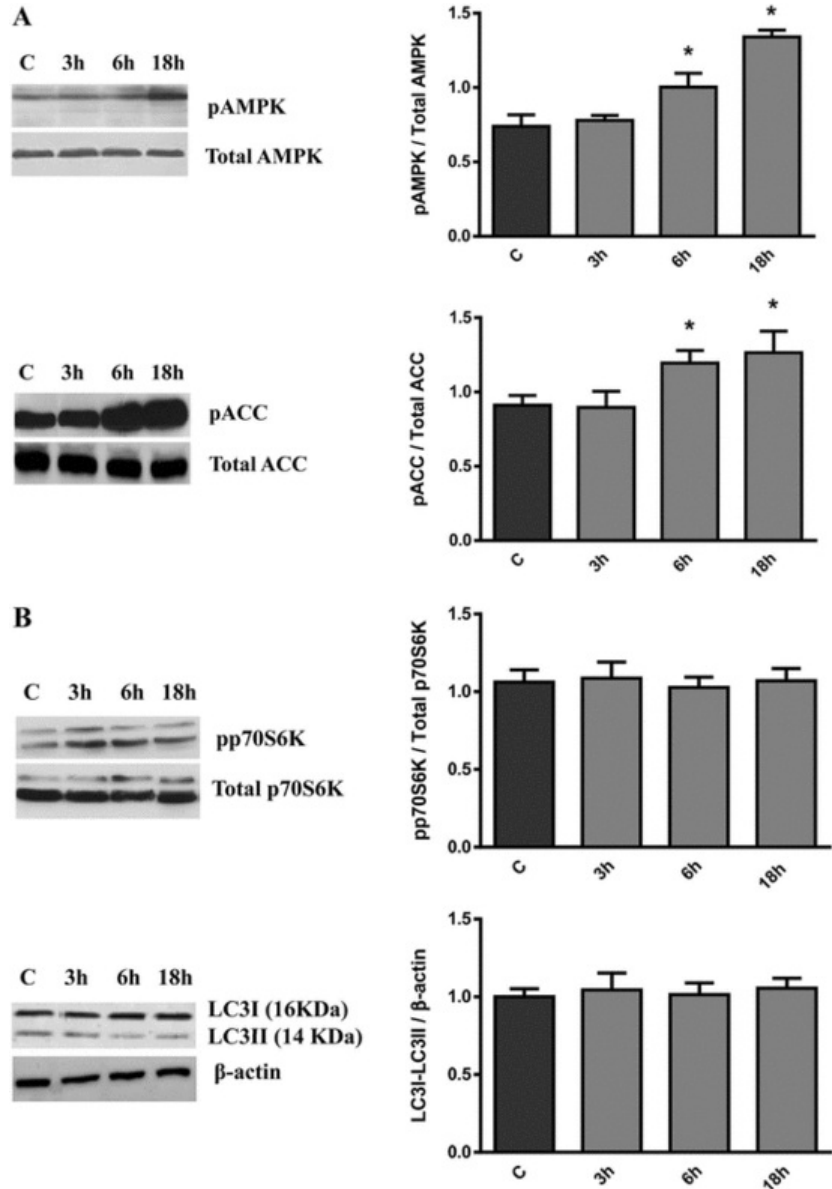 A
C 3h 6h 18h
pAMPK
Total AMPK
pAMPK / Total AMPK
1.5
1.0
0.5
0.0
* *
C 3h 6h 18h
C 3h 6h 18h
pACC
Total ACC
pACC / Total ACC
1.5
1.0
0.5
0.0
* *
C 3h 6h 18h
B
C 3h 6h 18h
pp70S6K
Total p70S6K
pp70S6K / Total p70S6K
1.5
1.0
0.5
0.0
C 3h 6h 18h
C 3h 6h 18h
LC3I (16KDa)
LC3II (14 KDa)
β-actin
LC3I-LC3II / β-actin
1.5
1.0
0.5
0.0
C 3h 6h 18h